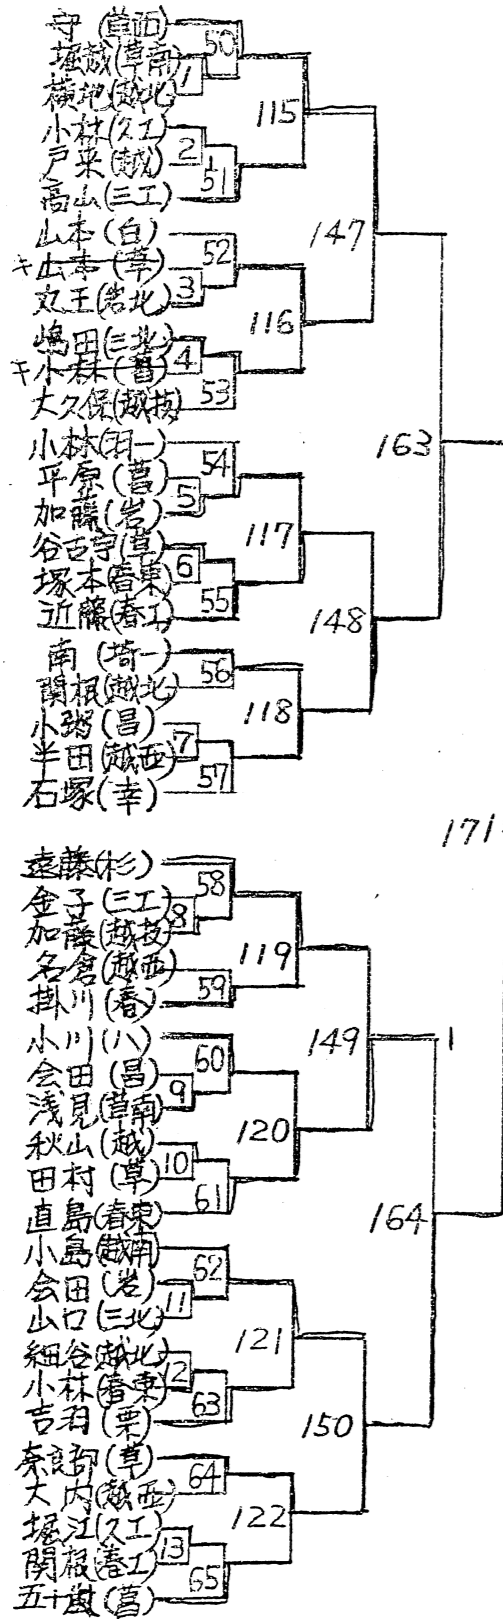 守 (草西)
50
堀越(草南)
1
横地(越北)
115
小林(久工)
2
戸来(越)
51
高山(三工)
147
山本(白)
52
キ山本(草)
3
丸王(岩北)
116
嶋田(三北)
4
キ小林(菖)
53
大久保(越技)
163
小林(羽一)
54
平原(菖)
5
加藤(岩)
117
谷古宇(草)
6
塚本(春東)
55
近藤(春工)
148
南(埼一)
56
関根(越北)
118
小粥(昌)
7
半田(越西)
57
石塚(幸)
171
遠藤(杉)
58
金子(三工)
8
加藤(越技)
119
名倉(越西)
59
掛川(春)
149
1
小川(八)
60
会田(昌)
9
浅見(草南)
120
秋山(越)
10
田村(草)
61
直島(春東)
164
小島(越南)
62
会田(岩)
11
山口(三北)
121
細谷(越北)
12
小林(春東)
63
吉羽(栗)
150
奈良部(草)
64
大内(越西)
122
堀江(久工)
13
関根(春工)
65
五十嵐(菖)